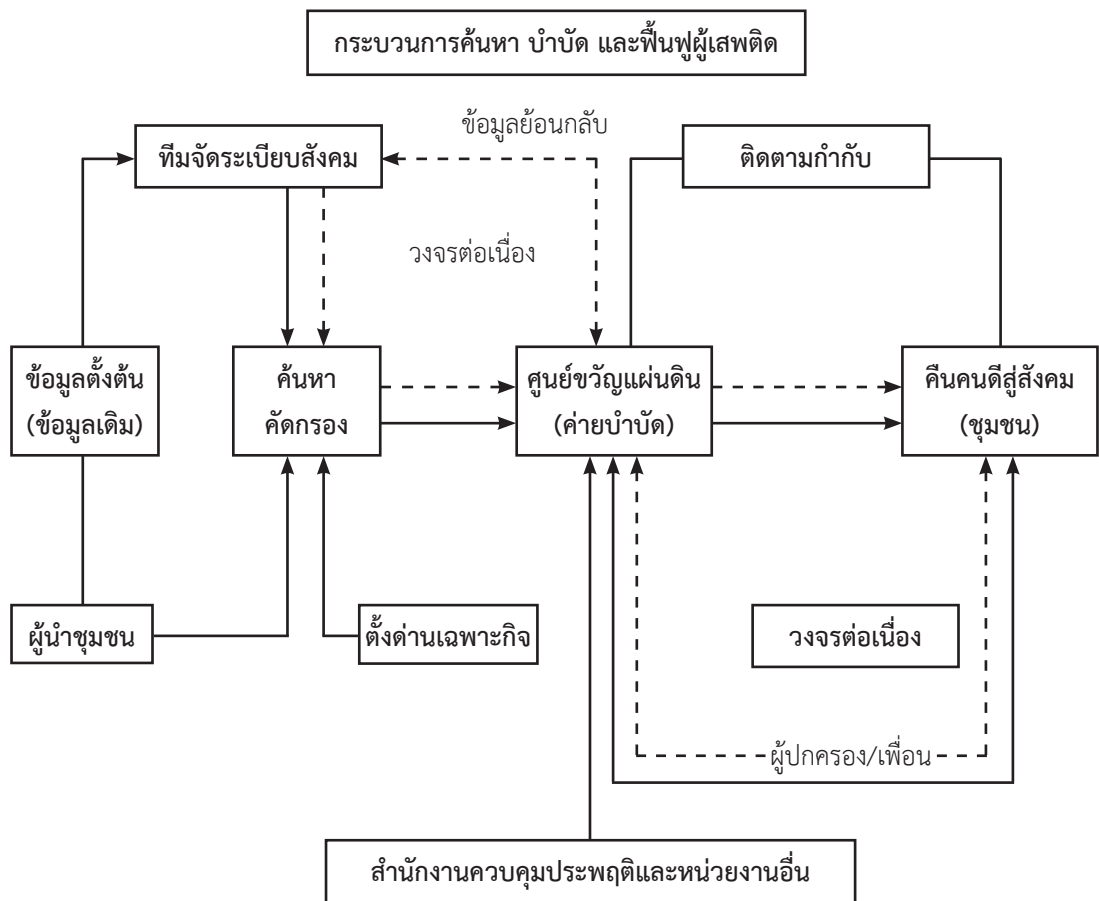 กระบวนการค้นหา บำบัด และฟื้นฟูผู้เสพติด
ข้อมูลย้อนกลับ
ทีมจัดระเบียบสังคม
ติดตามกำกับ
วงจรต่อเนื่อง
ข้อมูลตั้งต้น
(ข้อมูลเดิม)
ค้นหา
คัดกรอง
ศูนย์ขวัญแผ่นดิน
(ค่ายบำบัด)
คืนคนดีสู่สังคม
(ชุมชน)
ผู้นำชุมชน
ตั้งด่านเฉพาะกิจ
วงจรต่อเนื่อง
ผู้ปกครอง/เพื่อน
สำนักงานควบคุมประพฤติและหน่วยงานอื่น